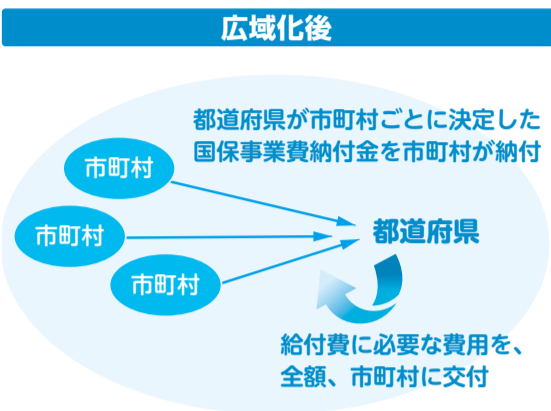 広域化後
都道府県が市町村ごとに決定した
国保事業費納付金を市町村が納付
市町村
市町村
都道府県
市町村
給付費に必要な費用を、
全額、市町村に交付